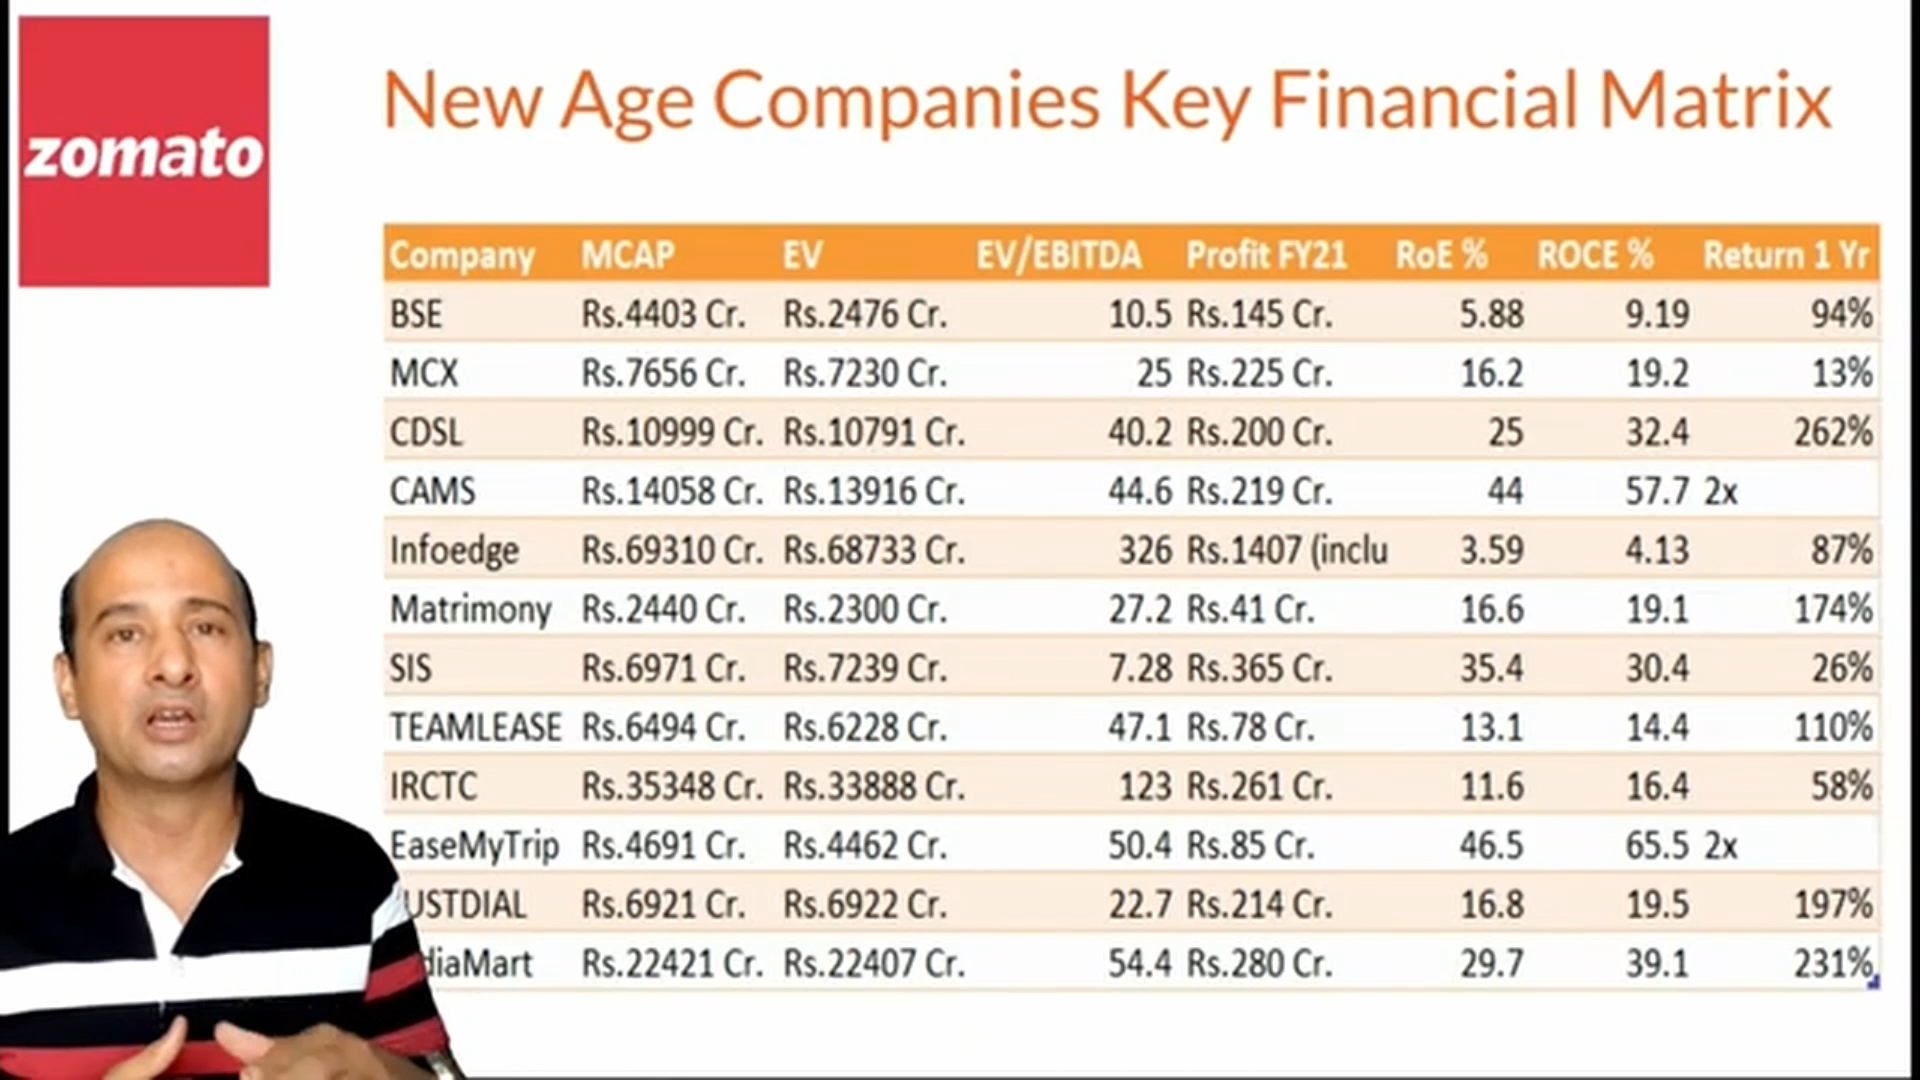 zomato
New Age Companies Key Financial Matrix
Company MCAP EV EV/EBITDA Profit FY21 RoE % ROCE % Return 1 Yr
BSE Rs.4403 Cr. Rs.2476 Cr. 10.5 Rs.145 Cr. 5.88 9.19 94%
MCX Rs.7656 Cr. Rs.7230 Cr. 25 Rs.225 Cr. 16.2 19.2 13%
CDSL Rs.10999 Cr. Rs.10791 Cr. 40.2 Rs.200 Cr. 25 32.4 262%
CAMS Rs.14058 Cr. Rs.13916 Cr. 44.6 Rs.219 Cr. 44 57.7 2x
Infoedge Rs.69310 Cr. Rs.68733 Cr. 326 Rs.1407 (inclu 3.59 4.13 87%
Matrimony Rs.2440 Cr. Rs.2300 Cr. 27.2 Rs.41 Cr. 16.6 19.1 174%
SIS Rs.6971 Cr. Rs.7239 Cr. 7.28 Rs.365 Cr. 35.4 30.4 26%
TEAMLEASE Rs.6494 Cr. Rs.6228 Cr. 47.1 Rs.78 Cr. 13.1 14.4 110%
IRCTC Rs.35348 Cr. Rs.33888 Cr. 123 Rs.261 Cr. 11.6 16.4 58%
EaseMyTrip Rs.4691 Cr. Rs.4462 Cr. 50.4 Rs.85 Cr. 46.5 65.5 2x
USTDIAL Rs.6921 Cr. Rs.6922 Cr. 22.7 Rs.214 Cr. 16.8 19.5 197%
diaMart Rs.22421 Cr. Rs.22407 Cr. 54.4 Rs.280 Cr. 29.7 39.1 231%